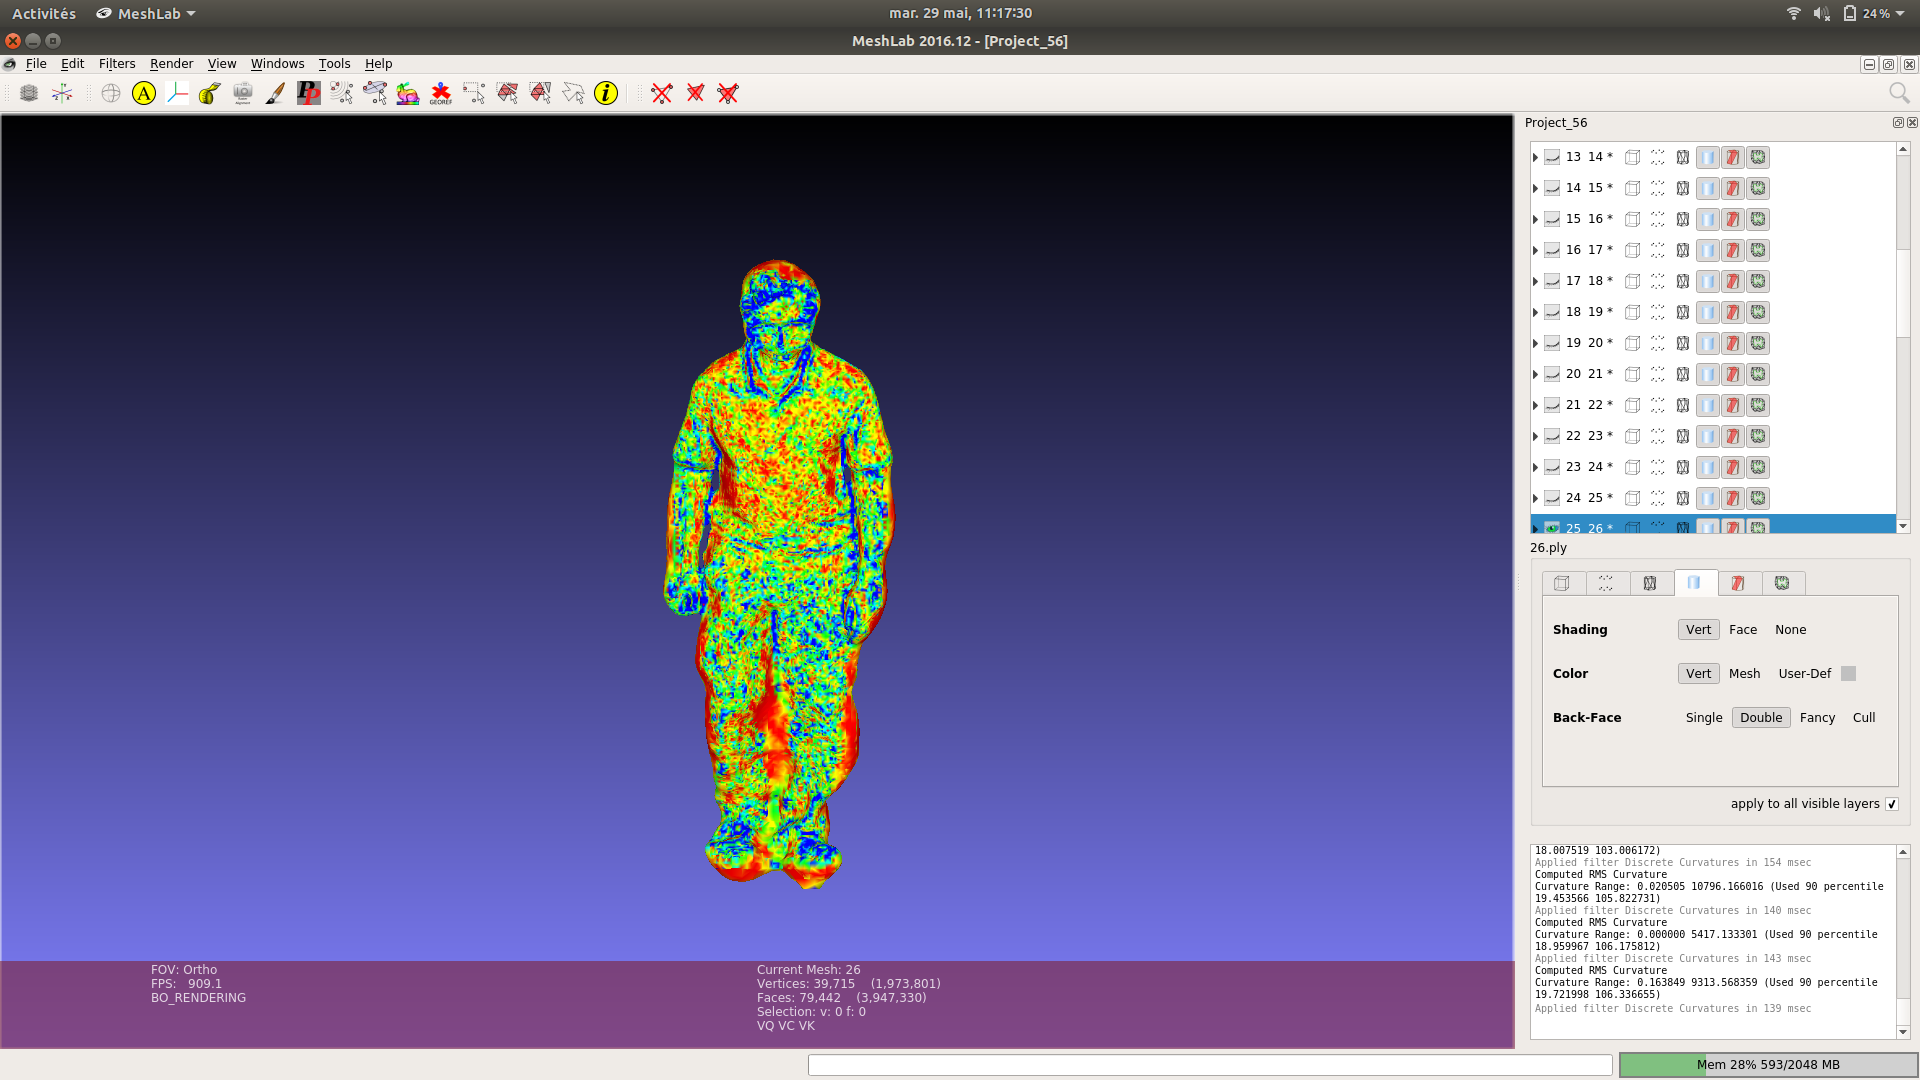 Activités MeshLab mar. 29 mai, 11:17:30 24 %
MeshLab 2016.12 - [Project_56]
File Edit Filters Render View Windows Tools Help
A PP GEOREF i
Project_56
13 14 *
14 15 *
15 16 *
16 17 *
17 18 *
18 19 *
19 20 *
20 21 *
21 22 *
22 23 *
23 24 *
24 25 *
25 26 *
26.ply
Shading Vert Face None
Color Vert Mesh User-Def
Back-Face Single Double Fancy Cull
apply to all visible layers
18.007519 103.006172)
Applied filter Discrete Curvatures in 154 msec
Computed RMS Curvature
Curvature Range: 0.020505 10796.166016 (Used 90 percentile
19.453566 105.822731)
Applied filter Discrete Curvatures in 140 msec
Computed RMS Curvature
Curvature Range: 0.000000 5417.133301 (Used 90 percentile
18.959967 106.175812)
Applied filter Discrete Curvatures in 143 msec
Computed RMS Curvature
Curvature Range: 0.163849 9313.568359 (Used 90 percentile
19.721998 106.336655)
Applied filter Discrete Curvatures in 139 msec
FOV: Ortho
FPS: 909.1
BO_RENDERING
Current Mesh: 26
Vertices: 39,715 (1,973,801)
Faces: 79,442 (3,947,330)
Selection: v: 0 f: 0
VQ VC VK
Mem 28% 593/2048 MB